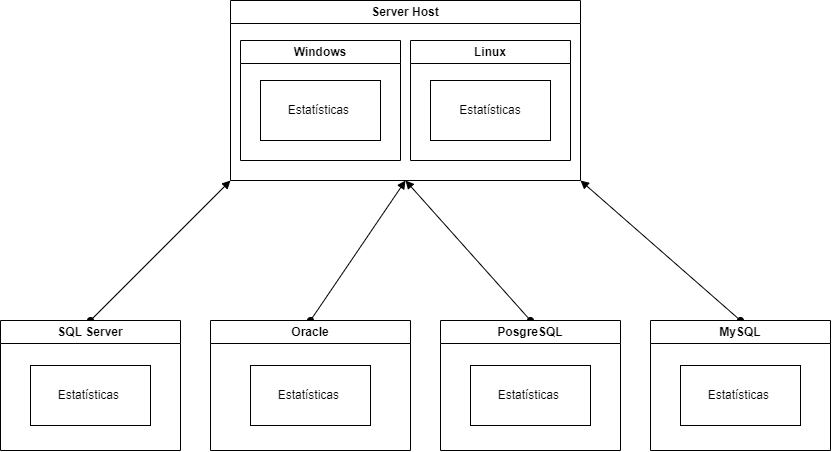 Server Host
Windows
Linux
Estatísticas
Estatísticas
SQL Server
Oracle
PosgreSQL
MySQL
Estatísticas
Estatísticas
Estatísticas
Estatísticas